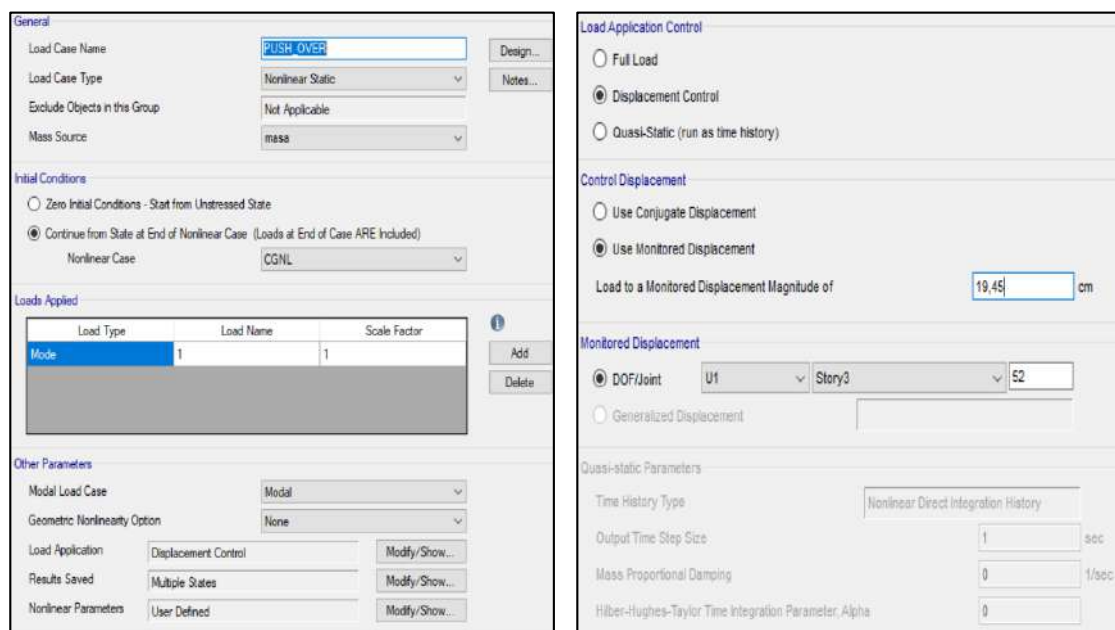 General
Load Case Name PUSH_OVER Design...
Load Case Type Nonlinear Static Notes...
Exclude Objects in this Group Not Applicable
Mass Source masa
Initial Conditions
Zero Initial Conditions - Start from Unstressed State
Continue from State at End of Nonlinear Case (Loads at End of Case ARE Included)
Nonlinear Case CGNL
Loads Applied
Load Type Load Name Scale Factor
Mode 1 1 Add
Delete
Other Parameters
Modal Load Case Modal
Geometric Nonlinearity Option None
Load Application Displacement Control Modify/Show...
Results Saved Multiple States Modify/Show...
Nonlinear Parameters User Defined Modify/Show...
Load Application Control
Full Load
Displacement Control
Quasi-Static (run as time history)
Control Displacement
Use Conjugate Displacement
Use Monitored Displacement
Load to a Monitored Displacement Magnitude of 19,45 cm
Monitored Displacement
DOF/Joint U1 Story3 52
Generalized Displacement
Quasi-static Parameters
Time History Type Nonlinear Direct Integration History
Output Time Step Size 1 sec
Mass Proportional Damping 0 1/sec
Hilber-Hughes-Taylor Time Integration Parameter, Alpha 0